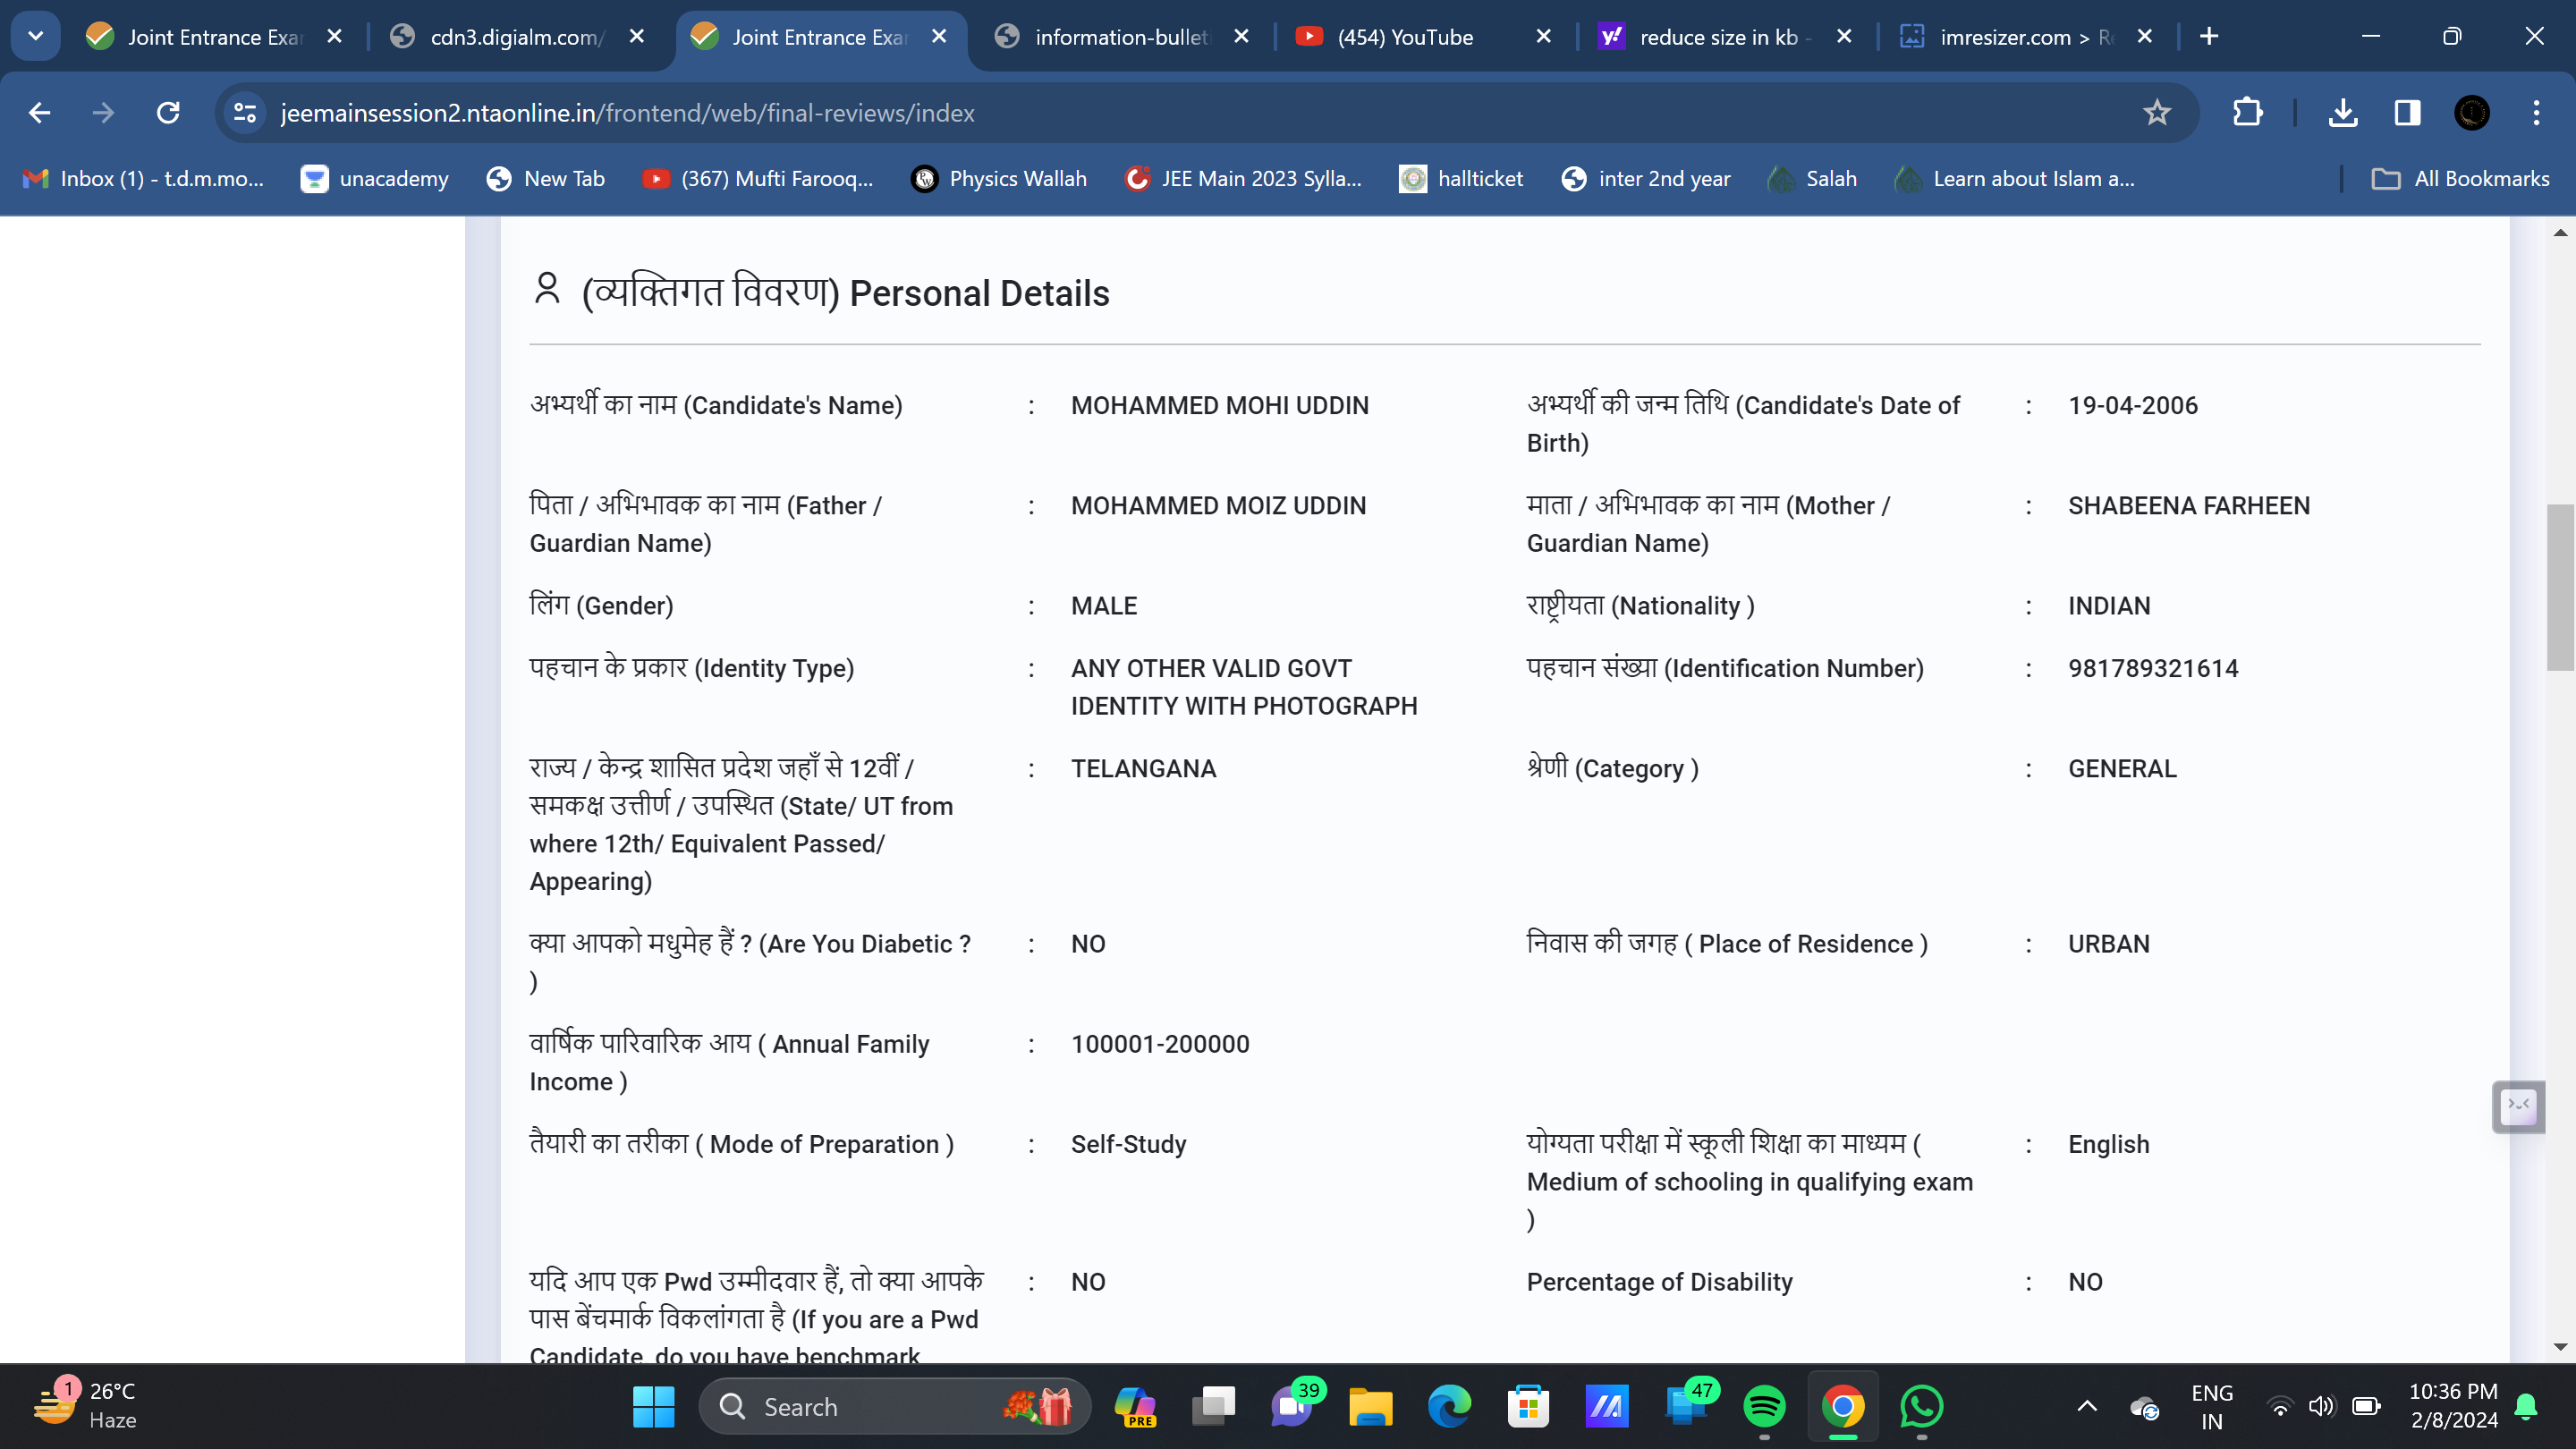 Joint Entrance Exar
cdn3.digialm.com/
Joint Entrance Exar
information-bulleti
(454) YouTube
reduce size in kb -
imresizer.com > Re
jeemainsession2.ntaonline.in/frontend/web/final-reviews/index
Inbox (1) - t.d.m.mo...
unacademy
New Tab
(367) Mufti Farooq...
Physics Wallah
JEE Main 2023 Sylla...
hallticket
inter 2nd year
Salah
Learn about Islam a...
All Bookmarks
(व्यक्तिगत विवरण) Personal Details
अभ्यर्थी का नाम (Candidate's Name) : MOHAMMED MOHI UDDIN
अभ्यर्थी की जन्म तिथि (Candidate's Date of : 19-04-2006
Birth)
पिता / अभिभावक का नाम (Father / : MOHAMMED MOIZ UDDIN
Guardian Name)
माता / अभिभावक का नाम (Mother / : SHABEENA FARHEEN
Guardian Name)
लिंग (Gender) : MALE
राष्ट्रीयता (Nationality ) : INDIAN
पहचान के प्रकार (Identity Type) : ANY OTHER VALID GOVT
IDENTITY WITH PHOTOGRAPH
पहचान संख्या (Identification Number) : 981789321614
राज्य / केन्द्र शासित प्रदेश जहाँ से 12वीं / : TELANGANA
समकक्ष उत्तीर्ण / उपस्थित (State/ UT from
where 12th/ Equivalent Passed/
Appearing)
श्रेणी (Category ) : GENERAL
क्या आपको मधुमेह हैं ? (Are You Diabetic ? : NO
)
निवास की जगह ( Place of Residence ) : URBAN
वार्षिक पारिवारिक आय ( Annual Family : 100001-200000
Income )
तैयारी का तरीका ( Mode of Preparation ) : Self-Study
योग्यता परीक्षा में स्कूली शिक्षा का माध्यम ( : English
Medium of schooling in qualifying exam
)
यदि आप एक Pwd उम्मीदवार हैं, तो क्या आपके : NO
पास बेंचमार्क विकलांगता है (If you are a Pwd
Candidate, do you have benchmark
Percentage of Disability : NO
1
26°C
Haze
Search
PRE
39
47
ENG
IN
10:36 PM
2/8/2024